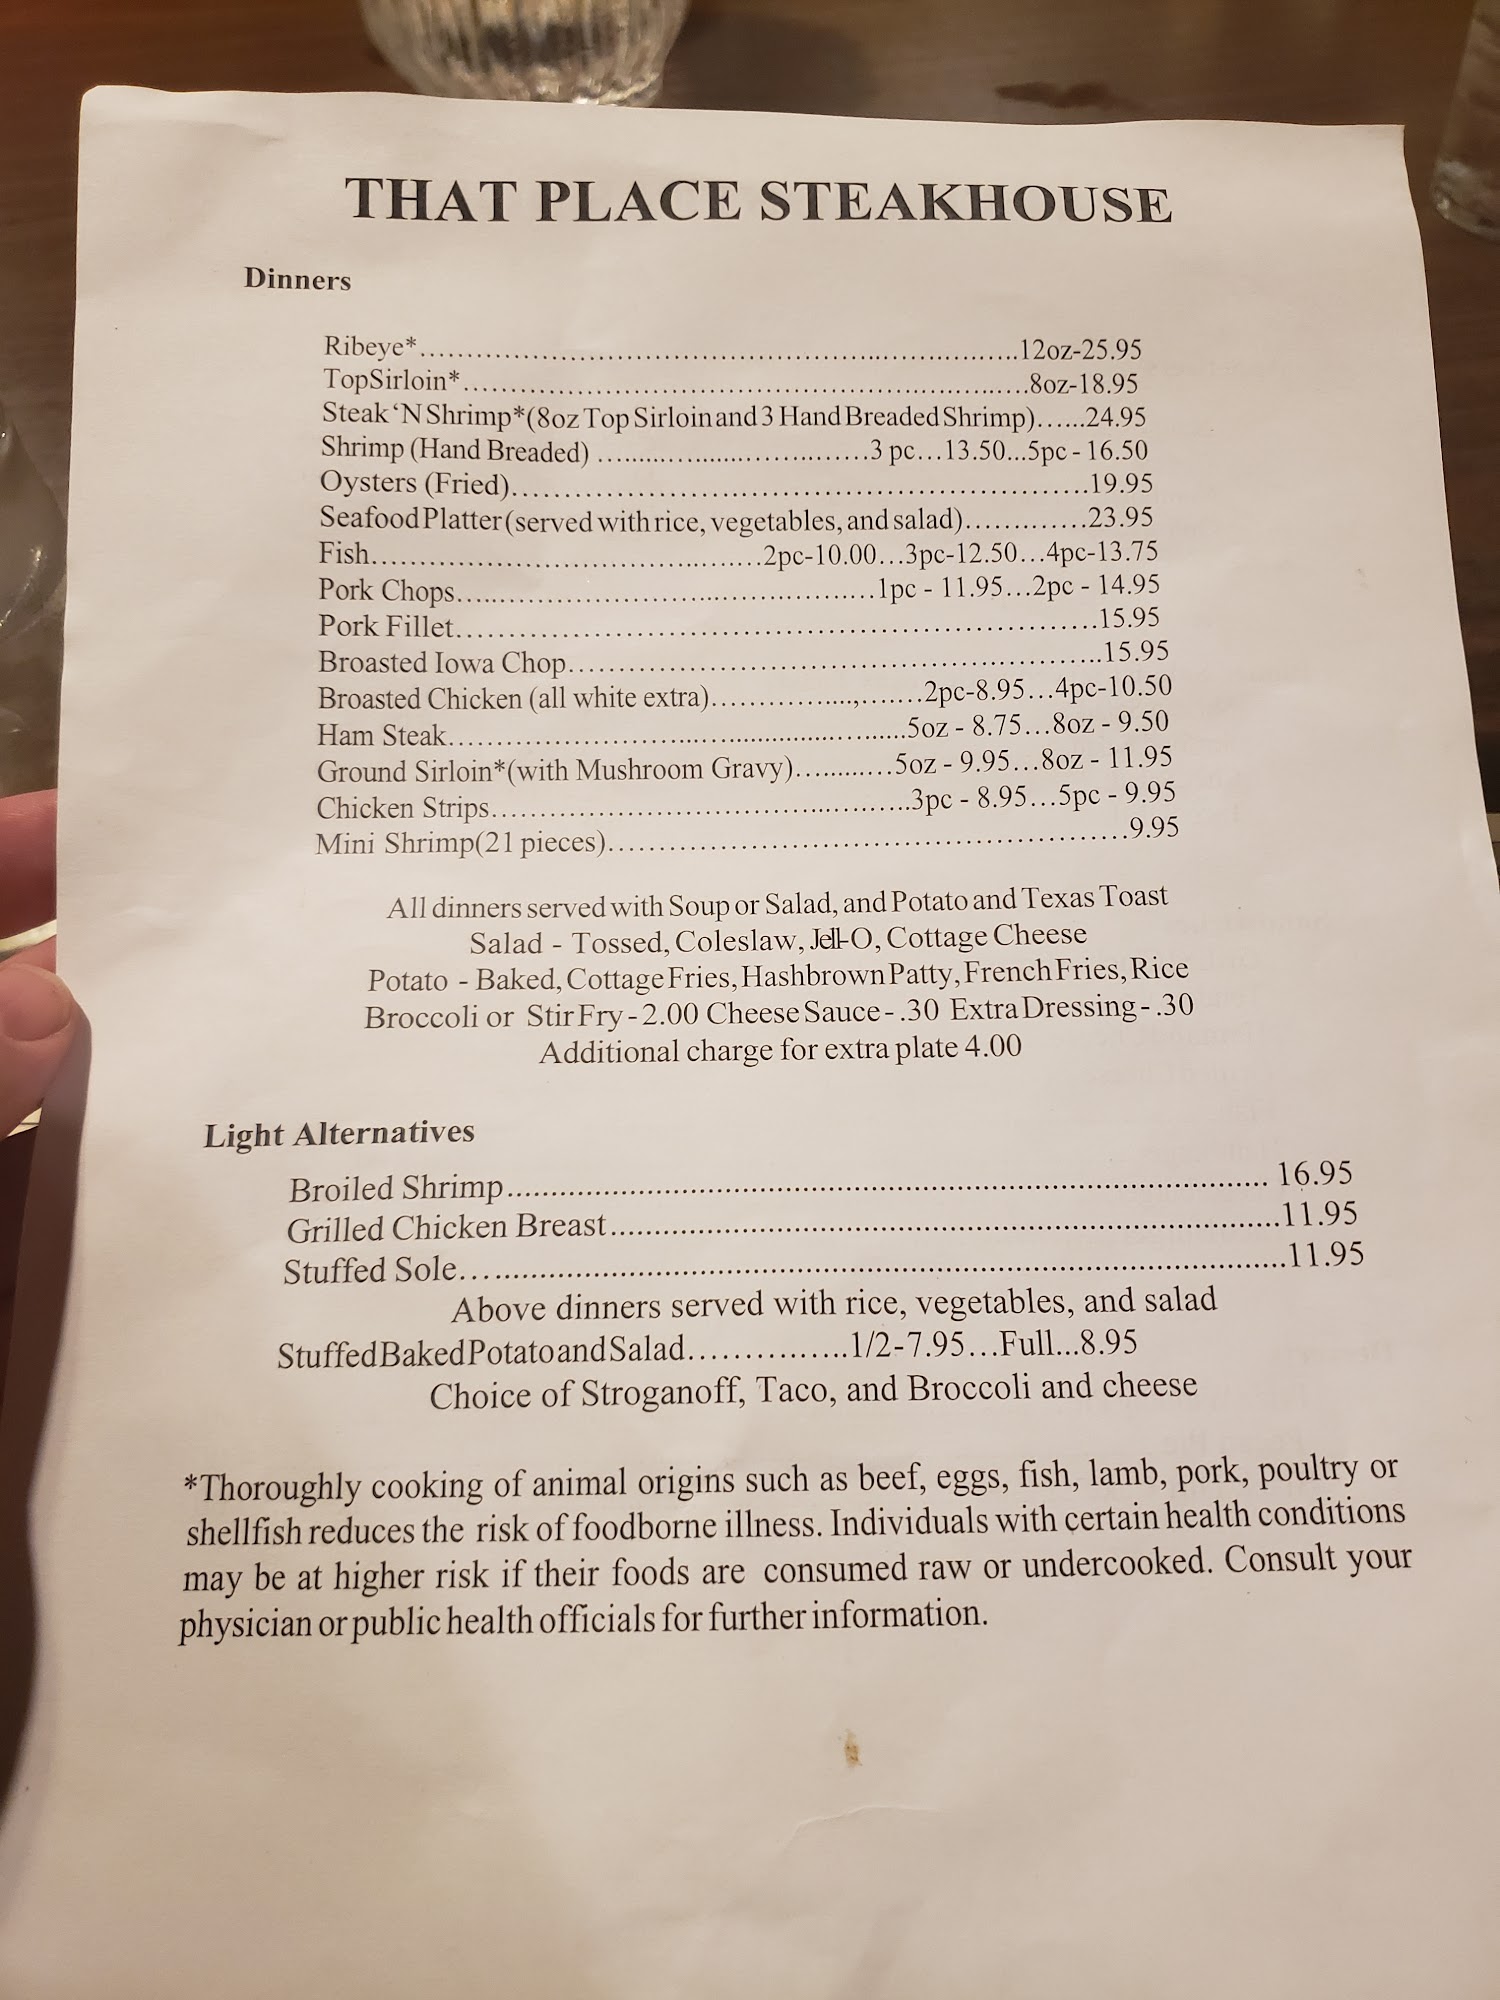 THAT PLACE STEAKHOUSE
Dinners
Ribeye*..........................................................................12oz-25.95
TopSirloin*......................................................................8oz-18.95
Steak ‘N Shrimp*(8oz Top Sirloin and 3 Hand Breaded Shrimp)......24.95
Shrimp (Hand Breaded) .................................3 pc...13.50...5pc - 16.50
Oysters (Fried)..................................................................19.95
Seafood Platter (served with rice, vegetables, and salad).............23.95
Fish...............................................2pc-10.00...3pc-12.50...4pc-13.75
Pork Chops..................................................1pc - 11.95...2pc - 14.95
Pork Fillet.......................................................................15.95
Broasted Iowa Chop............................................................15.95
Broasted Chicken (all white extra)................,.......2pc-8.95...4pc-10.50
Ham Steak......................................................5oz - 8.75...8oz - 9.50
Ground Sirloin*(with Mushroom Gravy)............5oz - 9.95...8oz - 11.95
Chicken Strips..................................................3pc - 8.95...5pc - 9.95
Mini Shrimp(21 pieces)............................................................9.95
All dinners served with Soup or Salad, and Potato and Texas Toast
Salad - Tossed, Coleslaw, Jell-O, Cottage Cheese
Potato - Baked, Cottage Fries, Hashbrown Patty, French Fries, Rice
Broccoli or Stir Fry - 2.00 Cheese Sauce - .30 Extra Dressing - .30
Additional charge for extra plate 4.00
Light Alternatives
Broiled Shrimp..................................................................................... 16.95
Grilled Chicken Breast...........................................................................11.95
Stuffed Sole..........................................................................................11.95
Above dinners served with rice, vegetables, and salad
Stuffed Baked Potato and Salad...............1/2-7.95...Full...8.95
Choice of Stroganoff, Taco, and Broccoli and cheese
*Thoroughly cooking of animal origins such as beef, eggs, fish, lamb, pork, poultry or
shellfish reduces the risk of foodborne illness. Individuals with certain health conditions
may be at higher risk if their foods are consumed raw or undercooked. Consult your
physician or public health officials for further information.